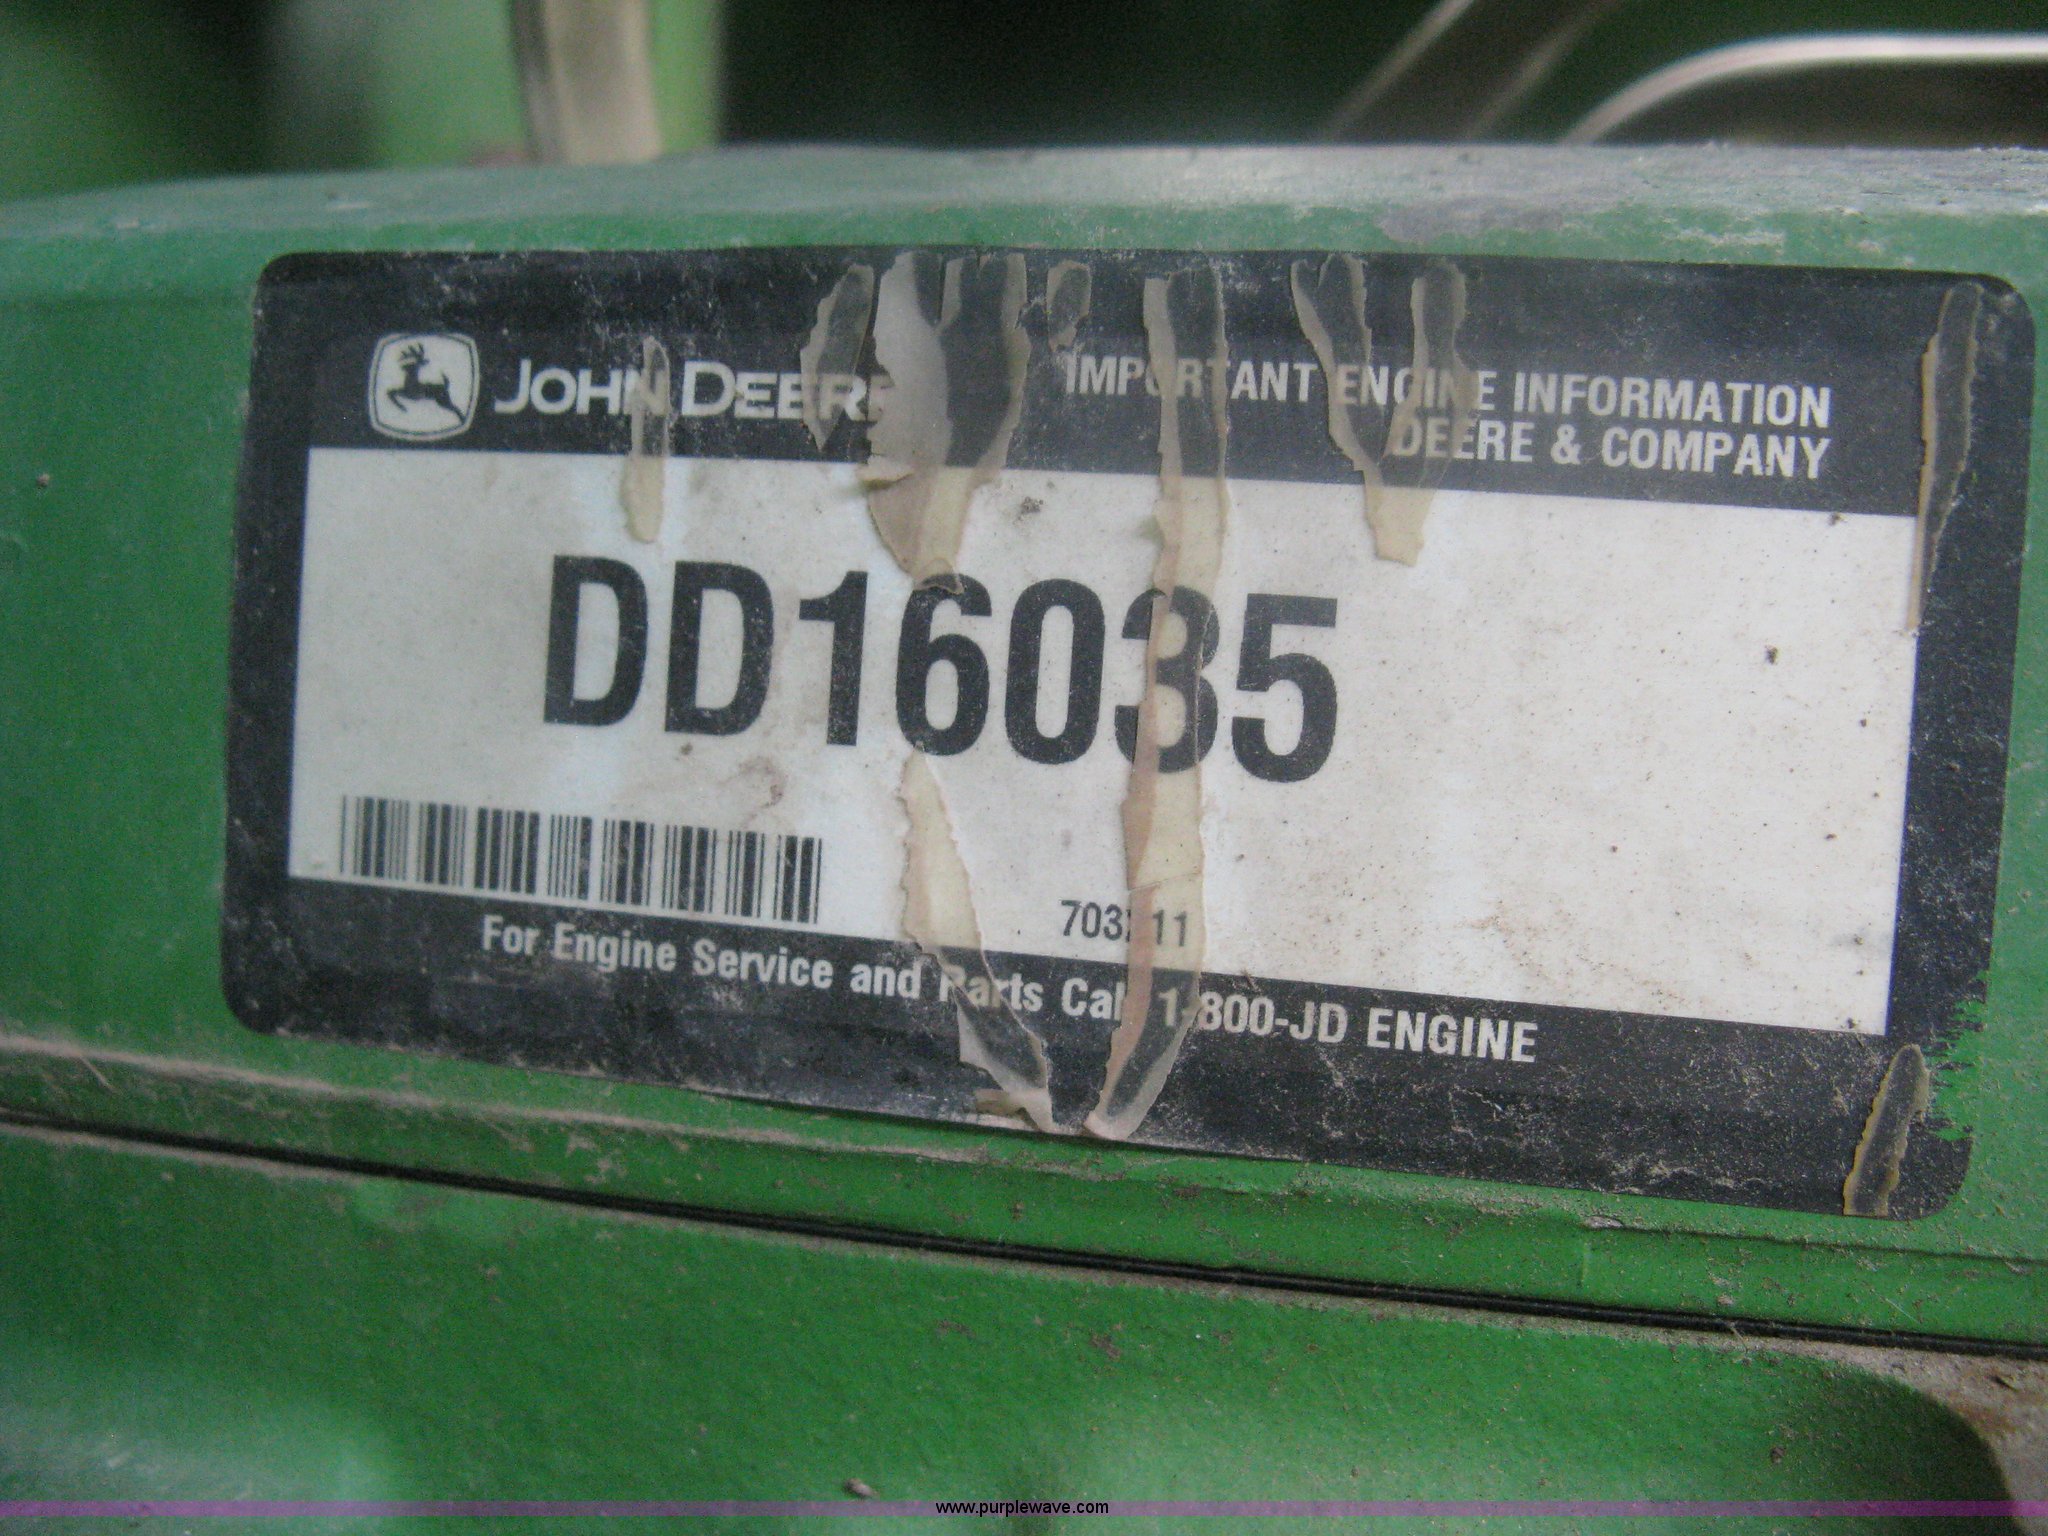 JOHN DEERE
IMPORTANT ENGINE INFORMATION
DEERE & COMPANY
DD16035
For Engine Service and Parts Call 1-800-JD ENGINE
www.purplewave.com